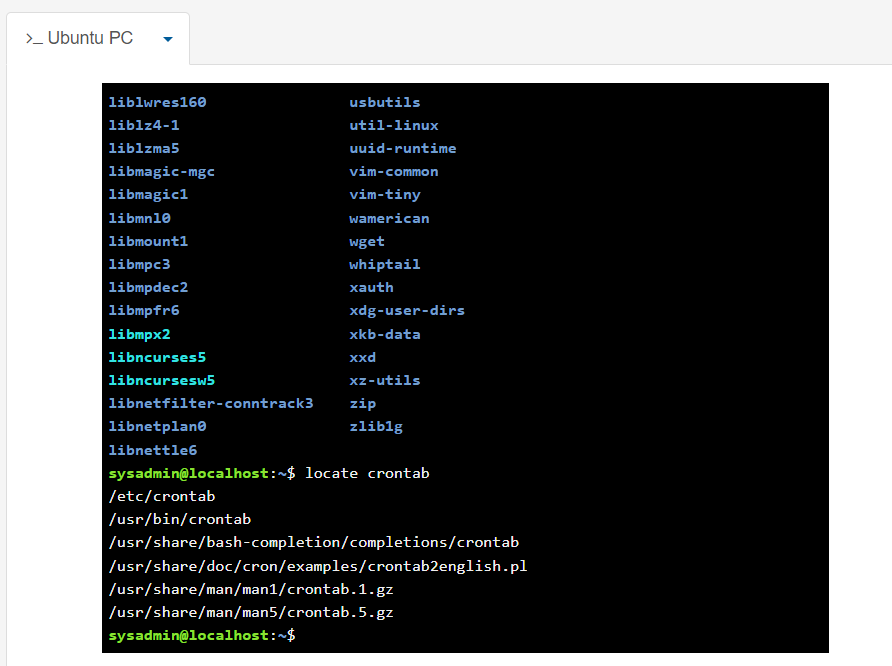 >_ Ubuntu PC
liblwres160 usbutils
liblz4-1 util-linux
liblzma5 uuid-runtime
libmagic-mgc vim-common
libmagic1 vim-tiny
libmnl0 wamerican
libmount1 wget
libmpc3 whiptail
libmpdec2 xauth
libmpfr6 xdg-user-dirs
libmpx2 xkb-data
libncurses5 xxd
libncursesw5 xz-utils
libnetfilter-conntrack3 zip
libnetplan0 zlib1g
libnettle6
sysadmin@localhost:~$ locate crontab
/etc/crontab
/usr/bin/crontab
/usr/share/bash-completion/completions/crontab
/usr/share/doc/cron/examples/crontab2english.pl
/usr/share/man/man1/crontab.1.gz
/usr/share/man/man5/crontab.5.gz
sysadmin@localhost:~$